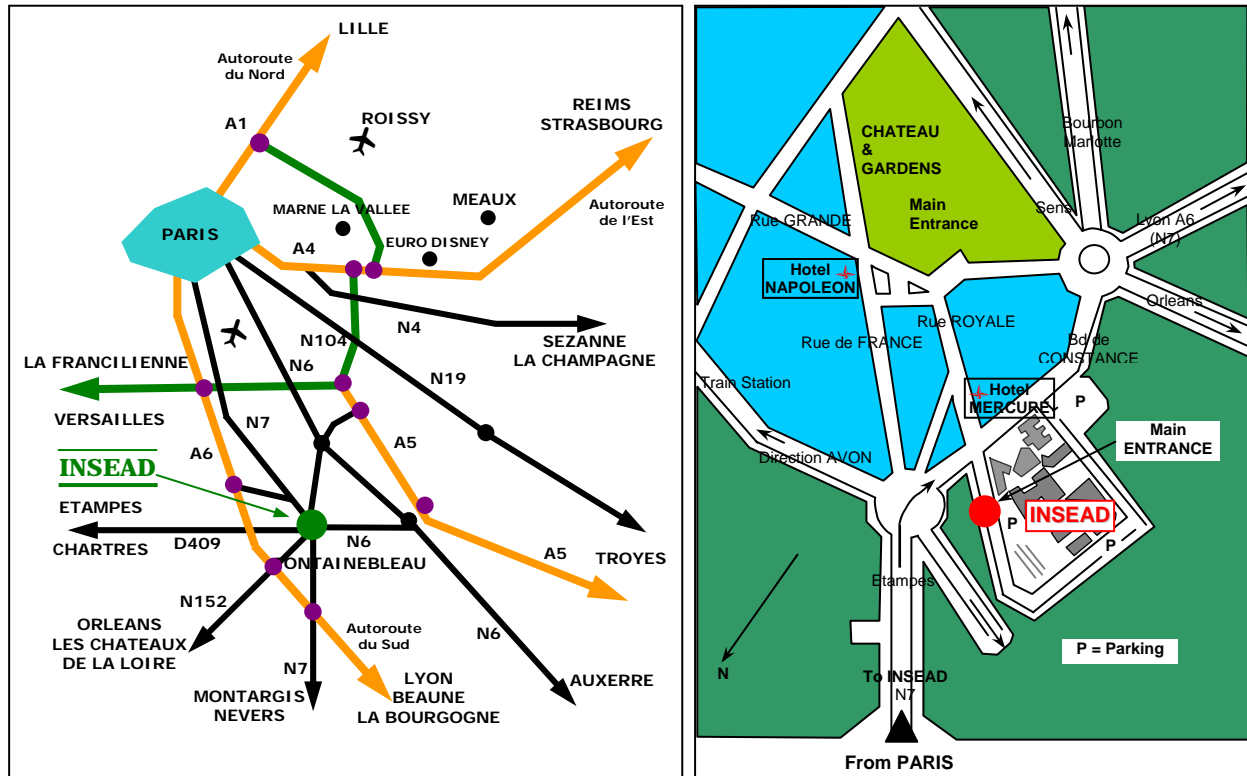 LILLE
Autoroute
du Nord
A1
ROISSY
REIMS
STRASBOURG
MEAUX
MARNE LA VALLEE
Autoroute
de l'Est
PARIS
A4
EURO DISNEY
N4
N104
SEZANNE
LA CHAMPAGNE
LA FRANCILIENNE
N6
N19
VERSAILLES
N7
A5
A6
INSEAD
ETAMPES
CHARTRES
D409
N6
ONTAINEBLEAU
A5
TROYES
N152
ORLEANS
LES CHATEAUX
DE LA LOIRE
Autoroute
du Sud
N6
N7
LYON
BEAUNE
LA BOURGOGNE
AUXERRE
MONTARGIS
NEVERS
CHATEAU
&
GARDENS
Bourbon
Marlotte
Main
Entrance
Sens
Rue GRANDE
Lyon A6
(N7)
Hotel
NAPOLEON
Orleans
Rue ROYALE
Rue de FRANCE
Bd de
CONSTANCE
Train Station
Hotel
MERCURE
P
Main
ENTRANCE
Direction AVON
INSEAD
P
P
Etampes
P = Parking
N
To INSEAD
N7
From PARIS